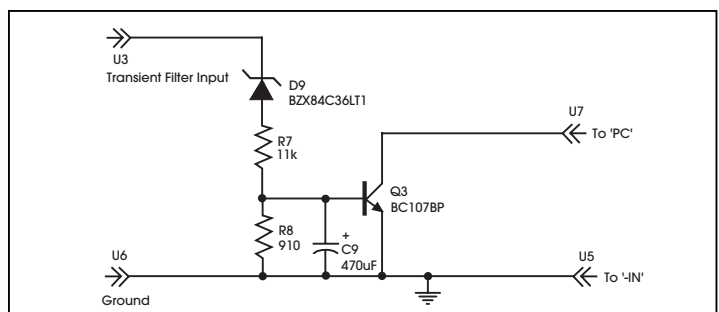 U3
Transient Filter Input
D9
BZX84C36LT1
U7
To 'PC'
R7
11k
Q3
BC107BP
R8
910
+
C9
470uF
U6
Ground
U5
To '-IN'